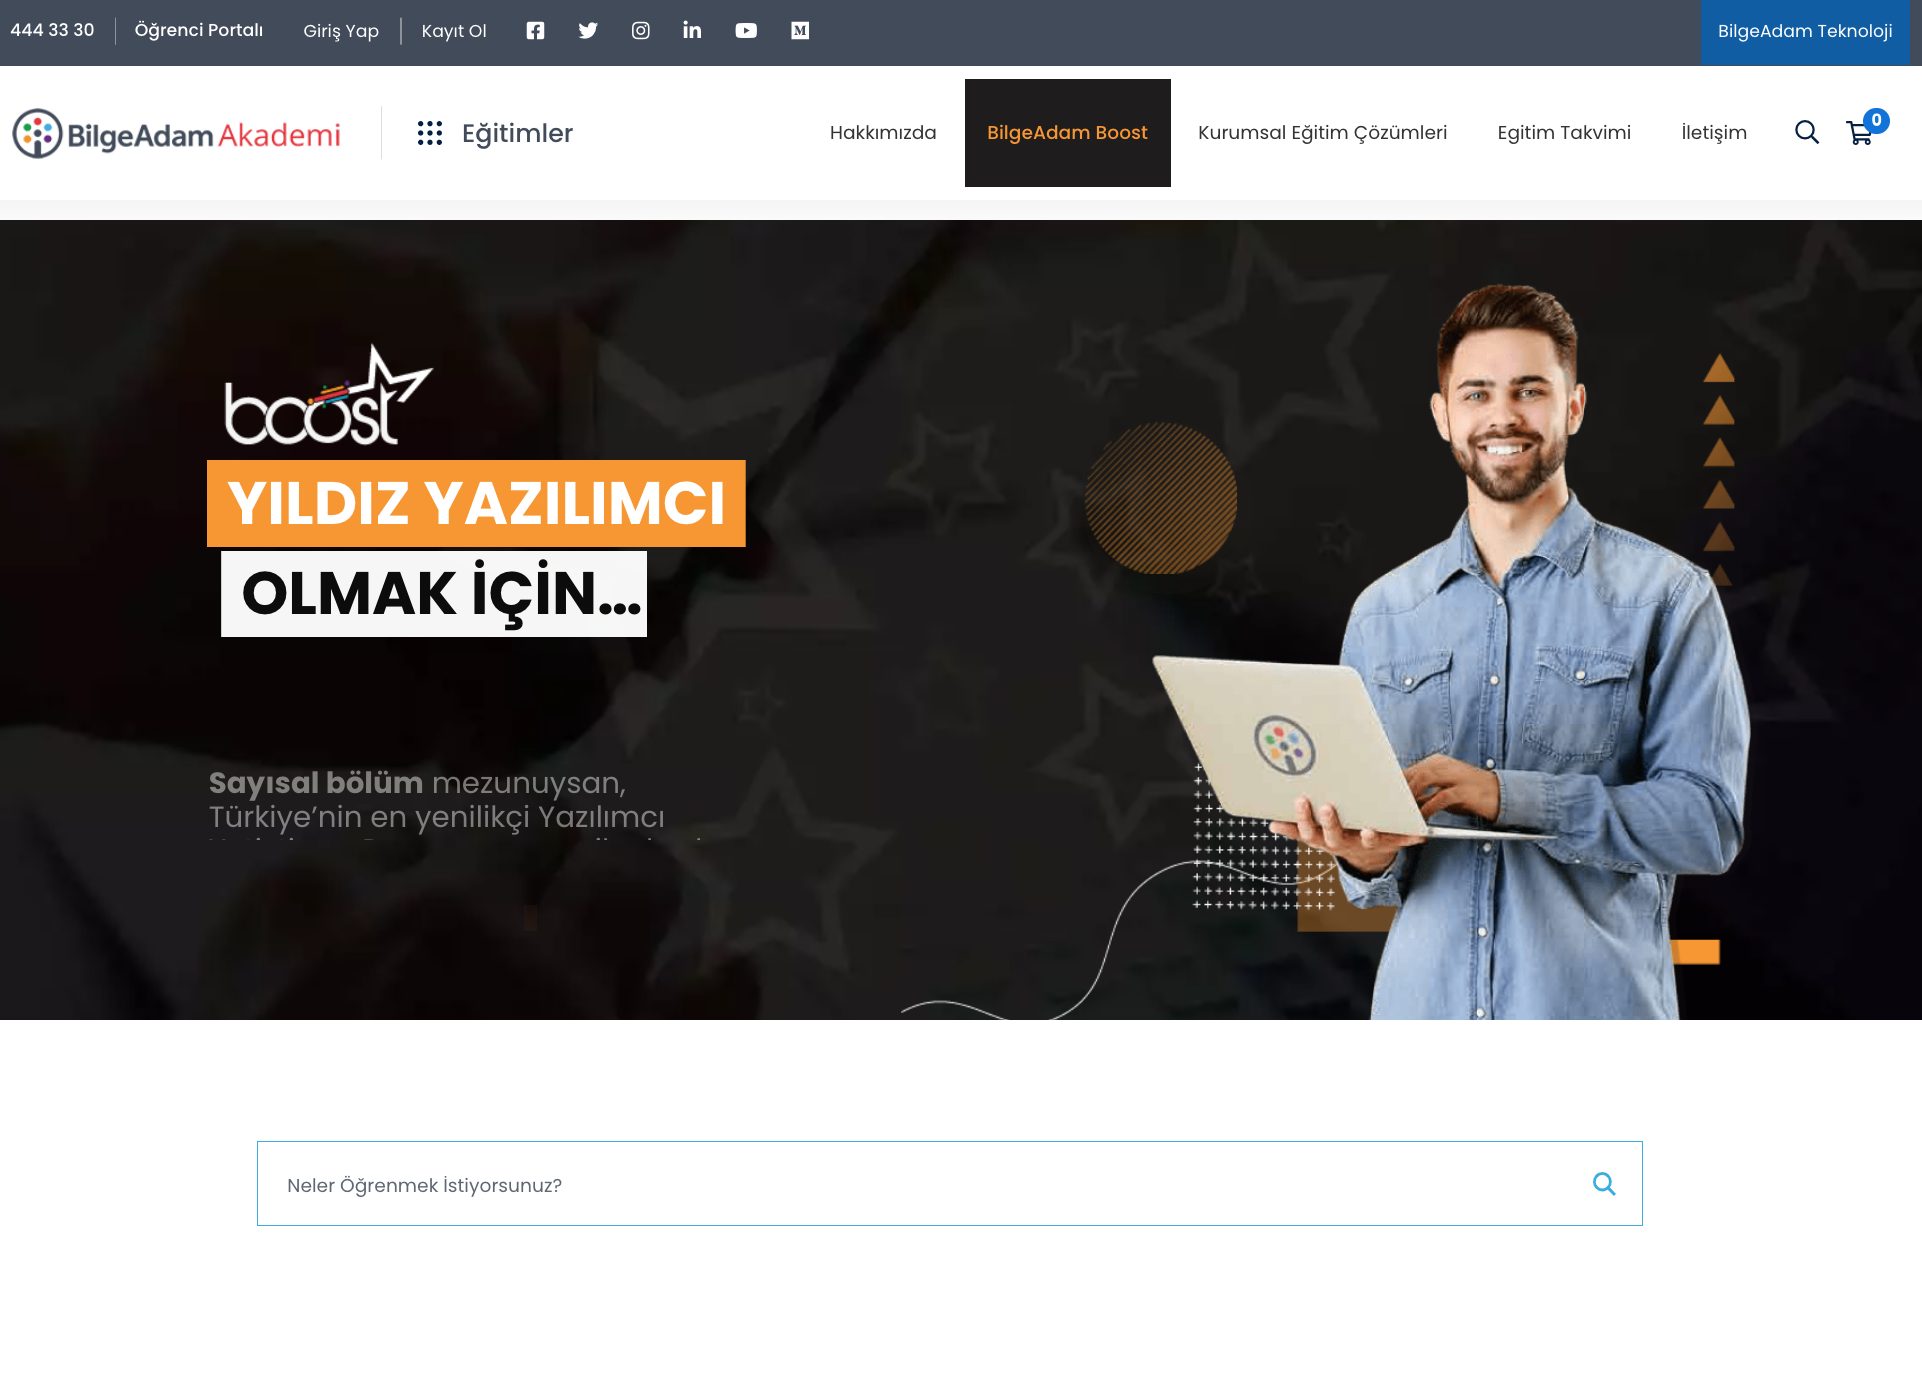 444 33 30
Öğrenci Portalı
Giriş Yap
Kayıt Ol
BilgeAdam Teknoloji
BilgeAdam Akademi
Eğitimler
Hakkımızda
BilgeAdam Boost
Kurumsal Eğitim Çözümleri
Egitim Takvimi
İletişim
0
boost
YILDIZ YAZILIMCI
OLMAK İÇİN...
Sayısal bölüm mezunuysan,
Türkiye’nin en yenilikçi Yazılımcı
Neler Öğrenmek İstiyorsunuz?